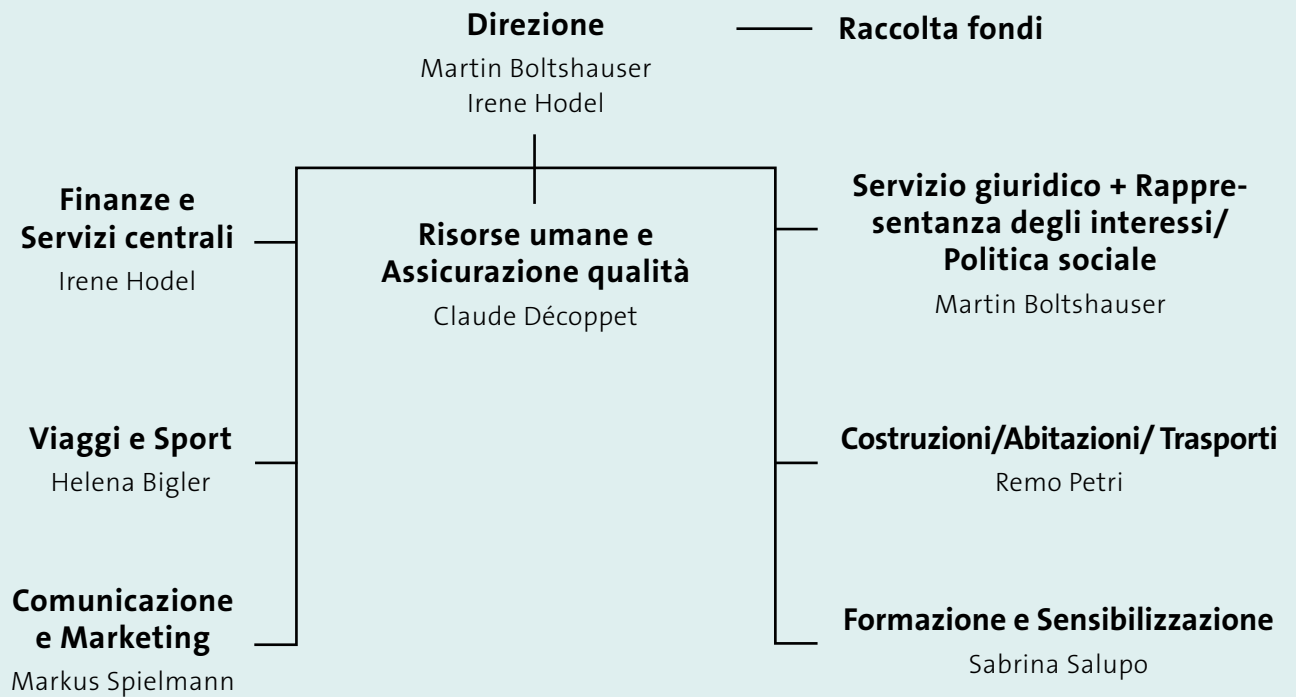 Direzione
Martin Boltshauser
Irene Hodel
Raccolta fondi
Finanze e
Servizi centrali
Irene Hodel
Risorse umane e
Assicurazione qualità
Claude Décoppet
Servizio giuridico + Rappre-
sentanza degli interessi/
Politica sociale
Martin Boltshauser
Viaggi e Sport
Helena Bigler
Costruzioni/Abitazioni/ Trasporti
Remo Petri
Comunicazione
e Marketing
Markus Spielmann
Formazione e Sensibilizzazione
Sabrina Salupo